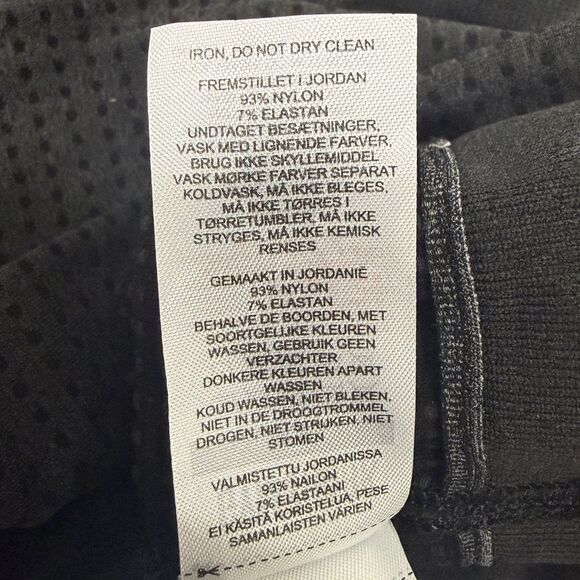 IRON, DO NOT DRY CLEAN
FREMSTILLET I JORDAN
93% NYLON
7% ELASTAN
UNDTAGET BESÆTNINGER,
VASK MED LIGNENDE FARVER,
BRUG IKKE SKYLLEMIDDEL
VASK MØRKE FARVER SEPARAT
KOLDVASK, MÅ IKKE BLEGES,
MÅ IKKE TØRRES I
TØRRETUMBLER, MÅ IKKE
STRYGES, MÅ IKKE KEMISK
RENSES
GEMAAKT IN JORDANIË
93% NYLON
7% ELASTAN
BEHALVE DE BOORDEN, MET
SOORTGELIJKE KLEUREN
WASSEN, GEBRUIK GEEN
VERZACHTER
DONKERE KLEUREN APART
WASSEN
KOUD WASSEN, NIET BLEKEN,
NIET IN DE DROOGTROMMEL
DROGEN, NIET STRIJKEN, NIET
STOMEN
VALMISTETTU JORDANISSA
93% NAILON
7% ELASTAANI
EI KÄSITÄ KORISTELUA, PESE
SAMANLAISTEN VÄRIEN